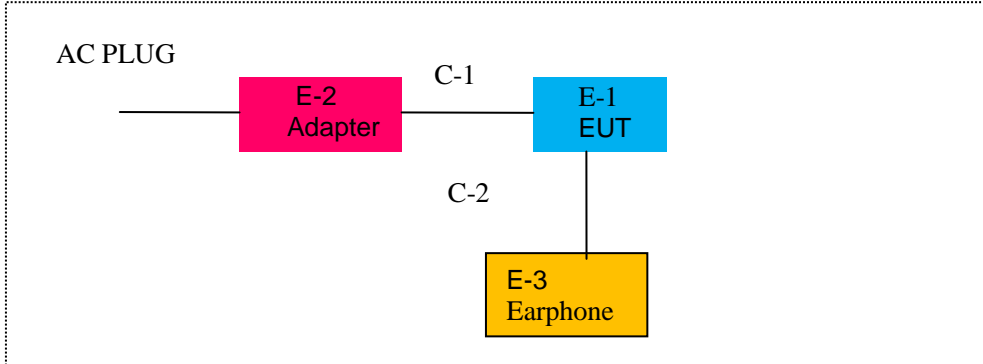 AC PLUG
C-1
E-2
Adapter
E-1
EUT
C-2
E-3
Earphone